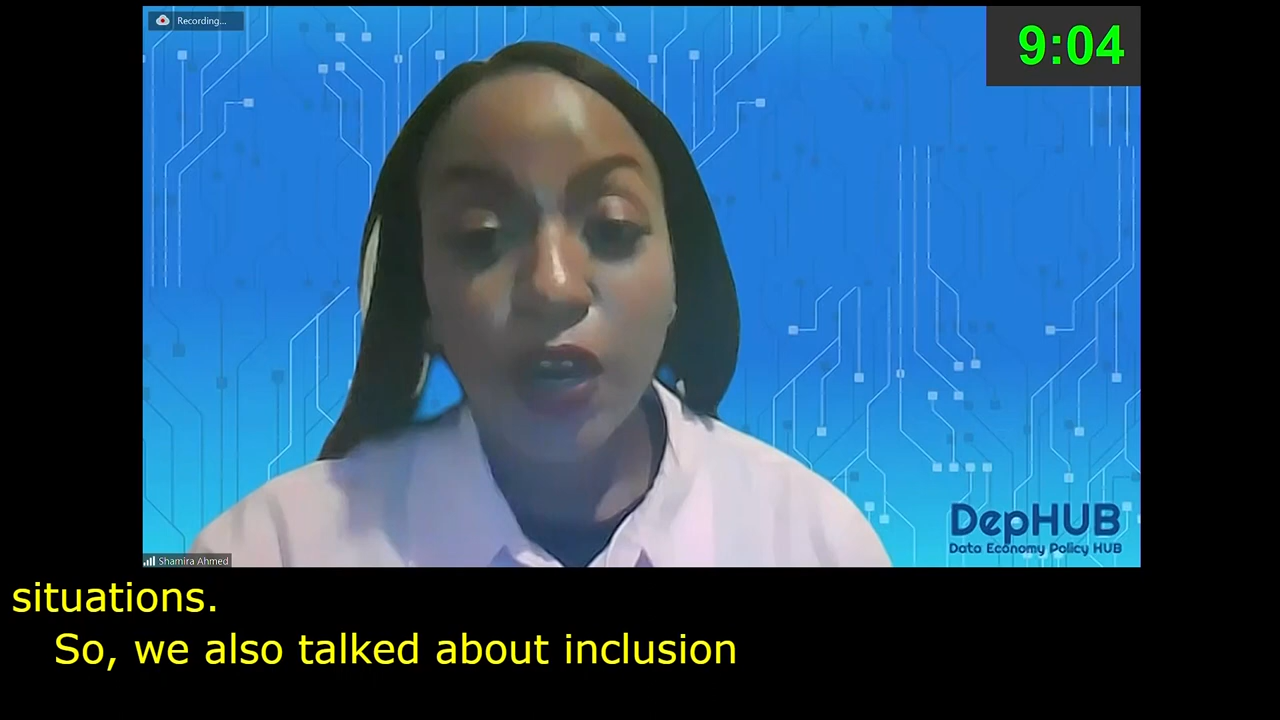 Recording...
9:04
DepHUB
Data Economy Policy HUB
Shamira Ahmed
situations.
So, we also talked about inclusion